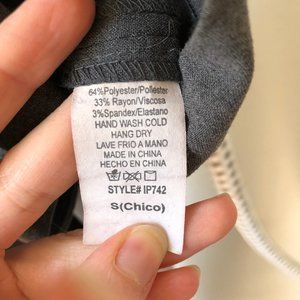 64%Polyester/Poliester
33% Rayon/Viscosa
3%Spandex/Elastano
HAND WASH COLD
HANG DRY
LAVE FRIO A MANO
MADE IN CHINA
HECHO EN CHINA
STYLE# IP742
S(Chico)